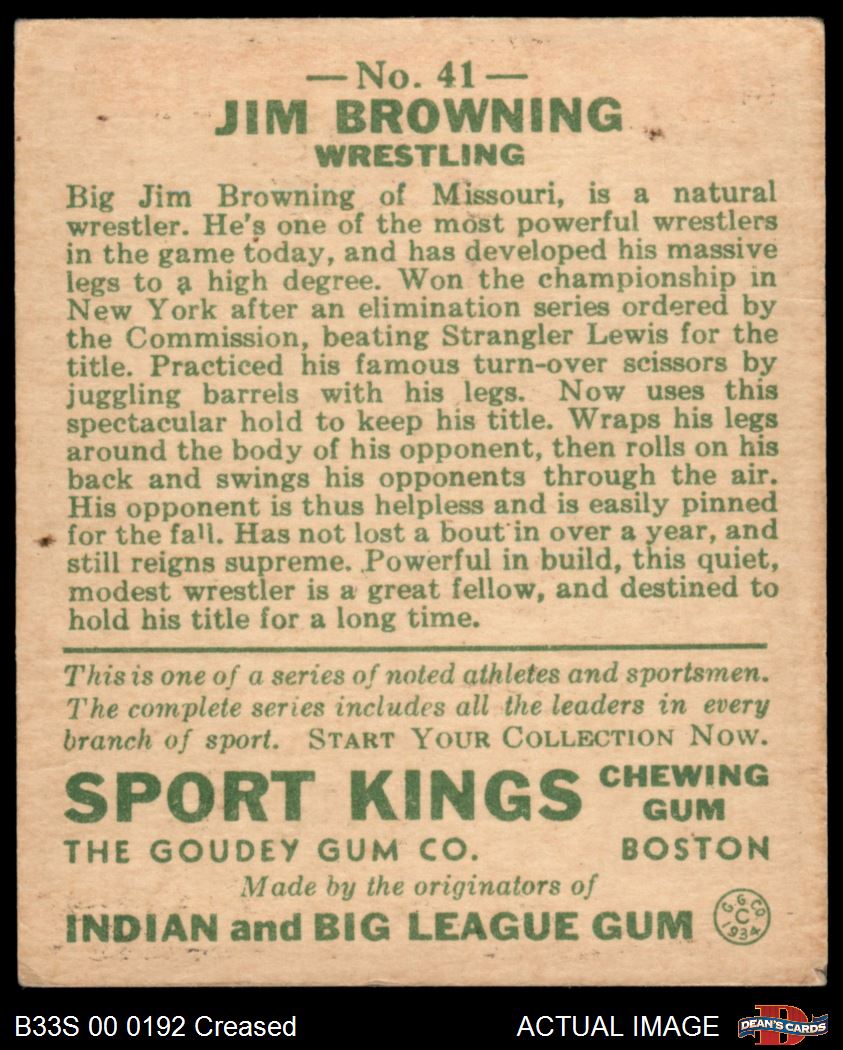 — No. 41 —
JIM BROWNING
WRESTLING
Big Jim Browning of Missouri, is a natural
wrestler. He's one of the most powerful wrestlers
in the game today, and has developed his massive
legs to a high degree. Won the championship in
New York after an elimination series ordered by
the Commission, beating Strangler Lewis for the
title. Practiced his famous turn-over scissors by
juggling barrels with his legs. Now uses this
spectacular hold to keep his title. Wraps his legs
around the body of his opponent, then rolls on his
back and swings his opponents through the air.
His opponent is thus helpless and is easily pinned
for the fall. Has not lost a bout in over a year, and
still reigns supreme. Powerful in build, this quiet,
modest wrestler is a great fellow, and destined to
hold his title for a long time.
This is one of a series of noted athletes and sportsmen.
The complete series includes all the leaders in every
branch of sport. START YOUR COLLECTION NOW.
SPORT KINGS CHEWING GUM
THE GOUDEY GUM CO. BOSTON
Made by the originators of
INDIAN and BIG LEAGUE GUM
G. G. CO
C
1934
B33S 00 0192 Creased
ACTUAL IMAGE
D
DEAN'S CARDS